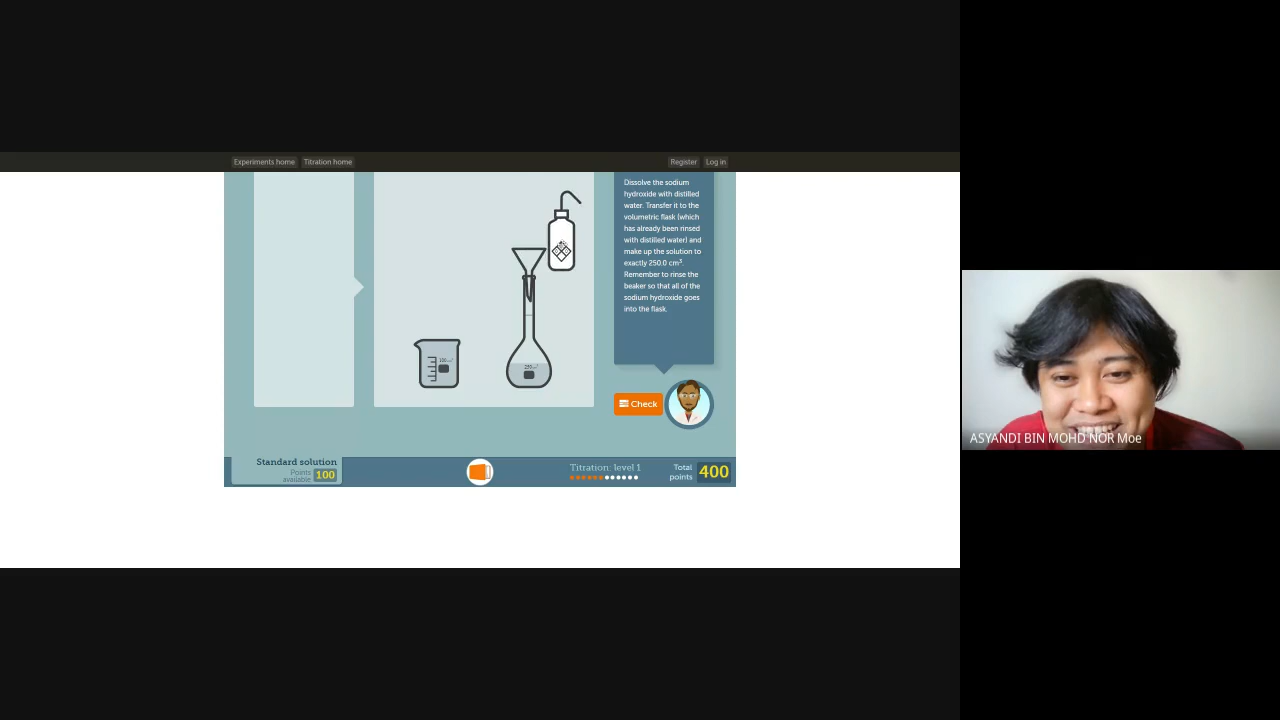 Experiments home
Titration home
Register
Log in
Dissolve the sodium
hydroxide with distilled
water. Transfer it to the
volumetric flask (which
has already been rinsed
with distilled water) and
make up the solution to
exactly 250.0 cm³.
Remember to rinse the
beaker so that all of the
sodium hydroxide goes
into the flask.
Check
Standard solution
Points
available
100
Titration: level 1
Total
points
400
ASYANDI BIN MOHD NOR Moe